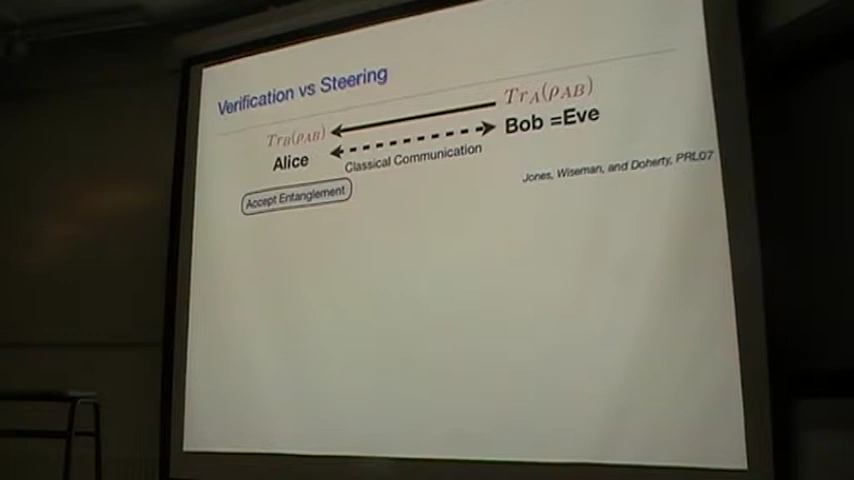 Verification vs Steering
Tr_B(ρ_AB)
Tr_A(ρ_AB)
Alice
Bob =Eve
Classical Communication
Jones, Wiseman, and Doherty, PRL07
Accept Entanglement